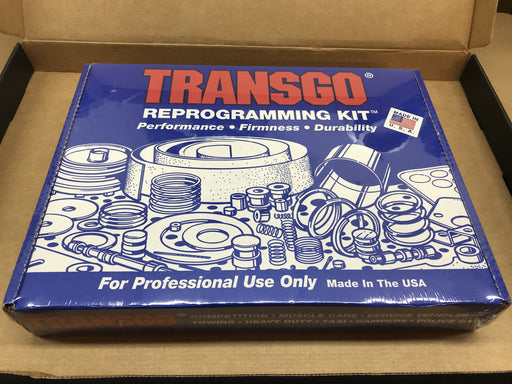 TRANSGO®
REPROGRAMMING KIT™
Performance • Firmness • Durability
MADE IN
U.S.A.
For Professional Use Only Made In The USA
TRANSGO COMPETITION • MUSCLE CARS • SERVICE VEHICLES
TOWING • HEAVY DUTY • TAXI • CAMPERS • POLICE